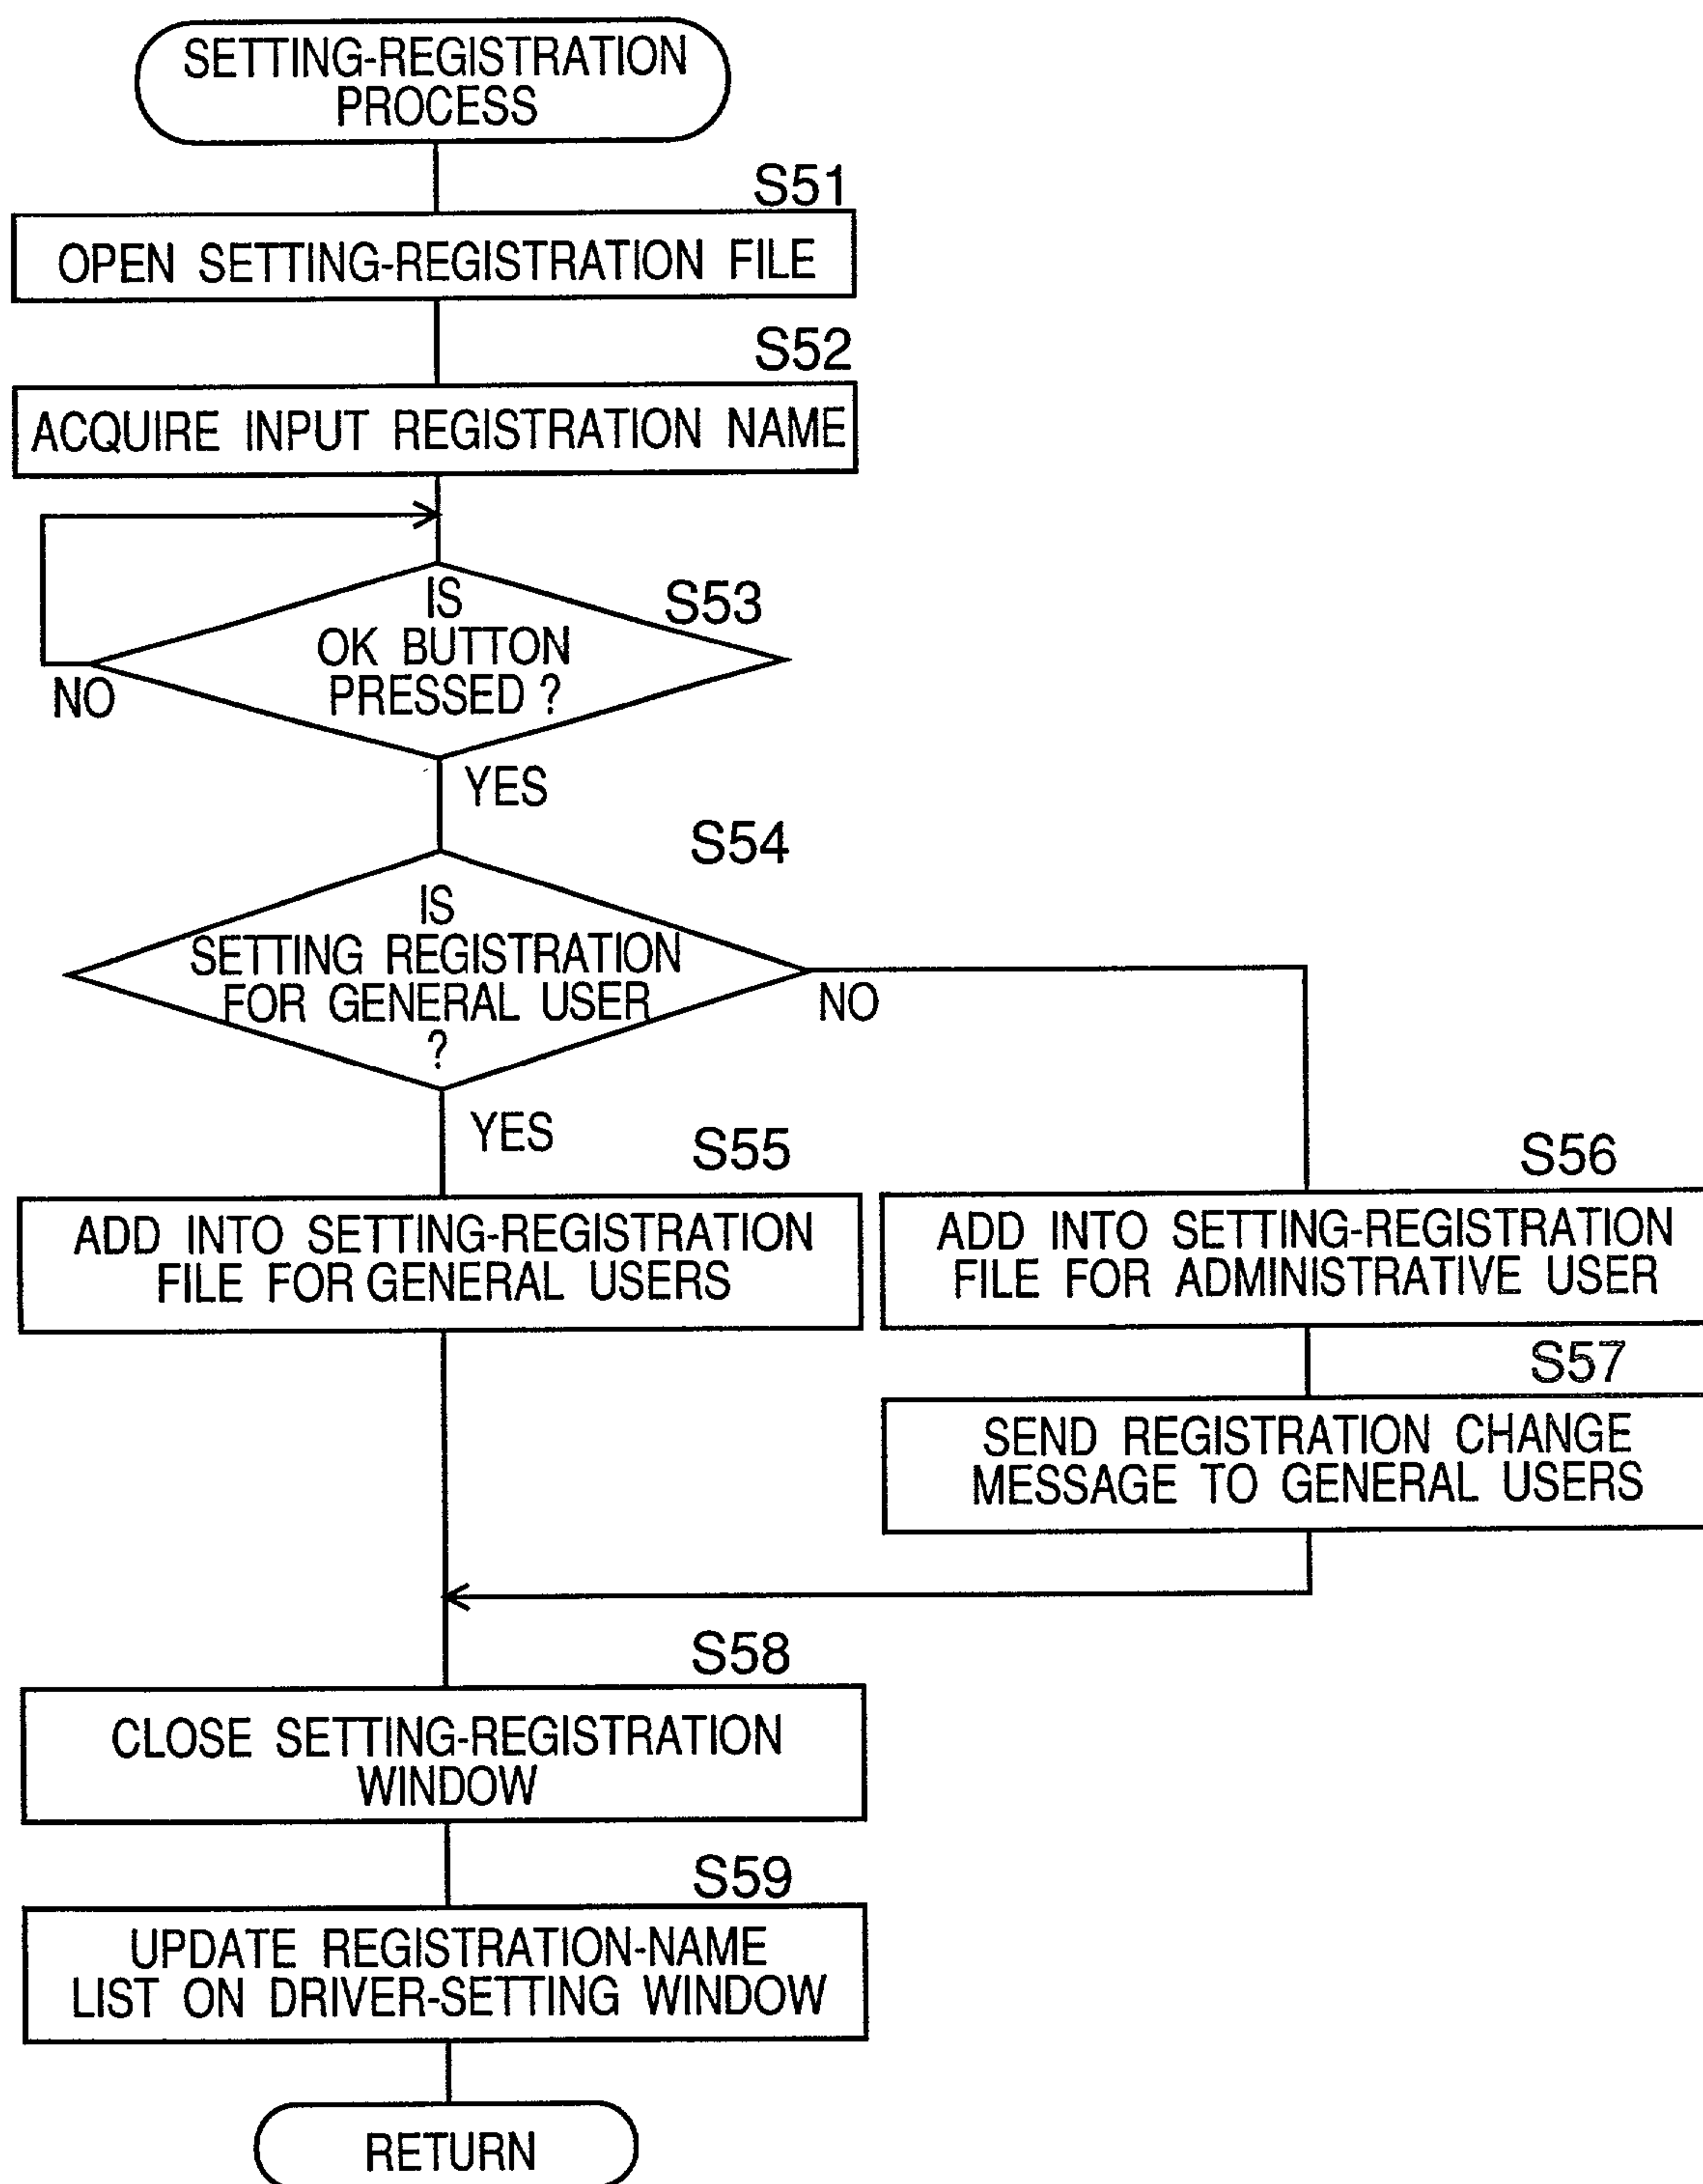 SETTING-REGISTRATION
PROCESS
S51
OPEN SETTING-REGISTRATION FILE
S52
ACQUIRE INPUT REGISTRATION NAME
S53
IS
OK BUTTON
PRESSED ?
NO
YES
S54
IS
SETTING REGISTRATION
FOR GENERAL USER
?
NO
YES
S55
ADD INTO SETTING-REGISTRATION
FILE FOR GENERAL USERS
S56
ADD INTO SETTING-REGISTRATION
FILE FOR ADMINISTRATIVE USER
S57
SEND REGISTRATION CHANGE
MESSAGE TO GENERAL USERS
S58
CLOSE SETTING-REGISTRATION
WINDOW
S59
UPDATE REGISTRATION-NAME
LIST ON DRIVER-SETTING WINDOW
RETURN